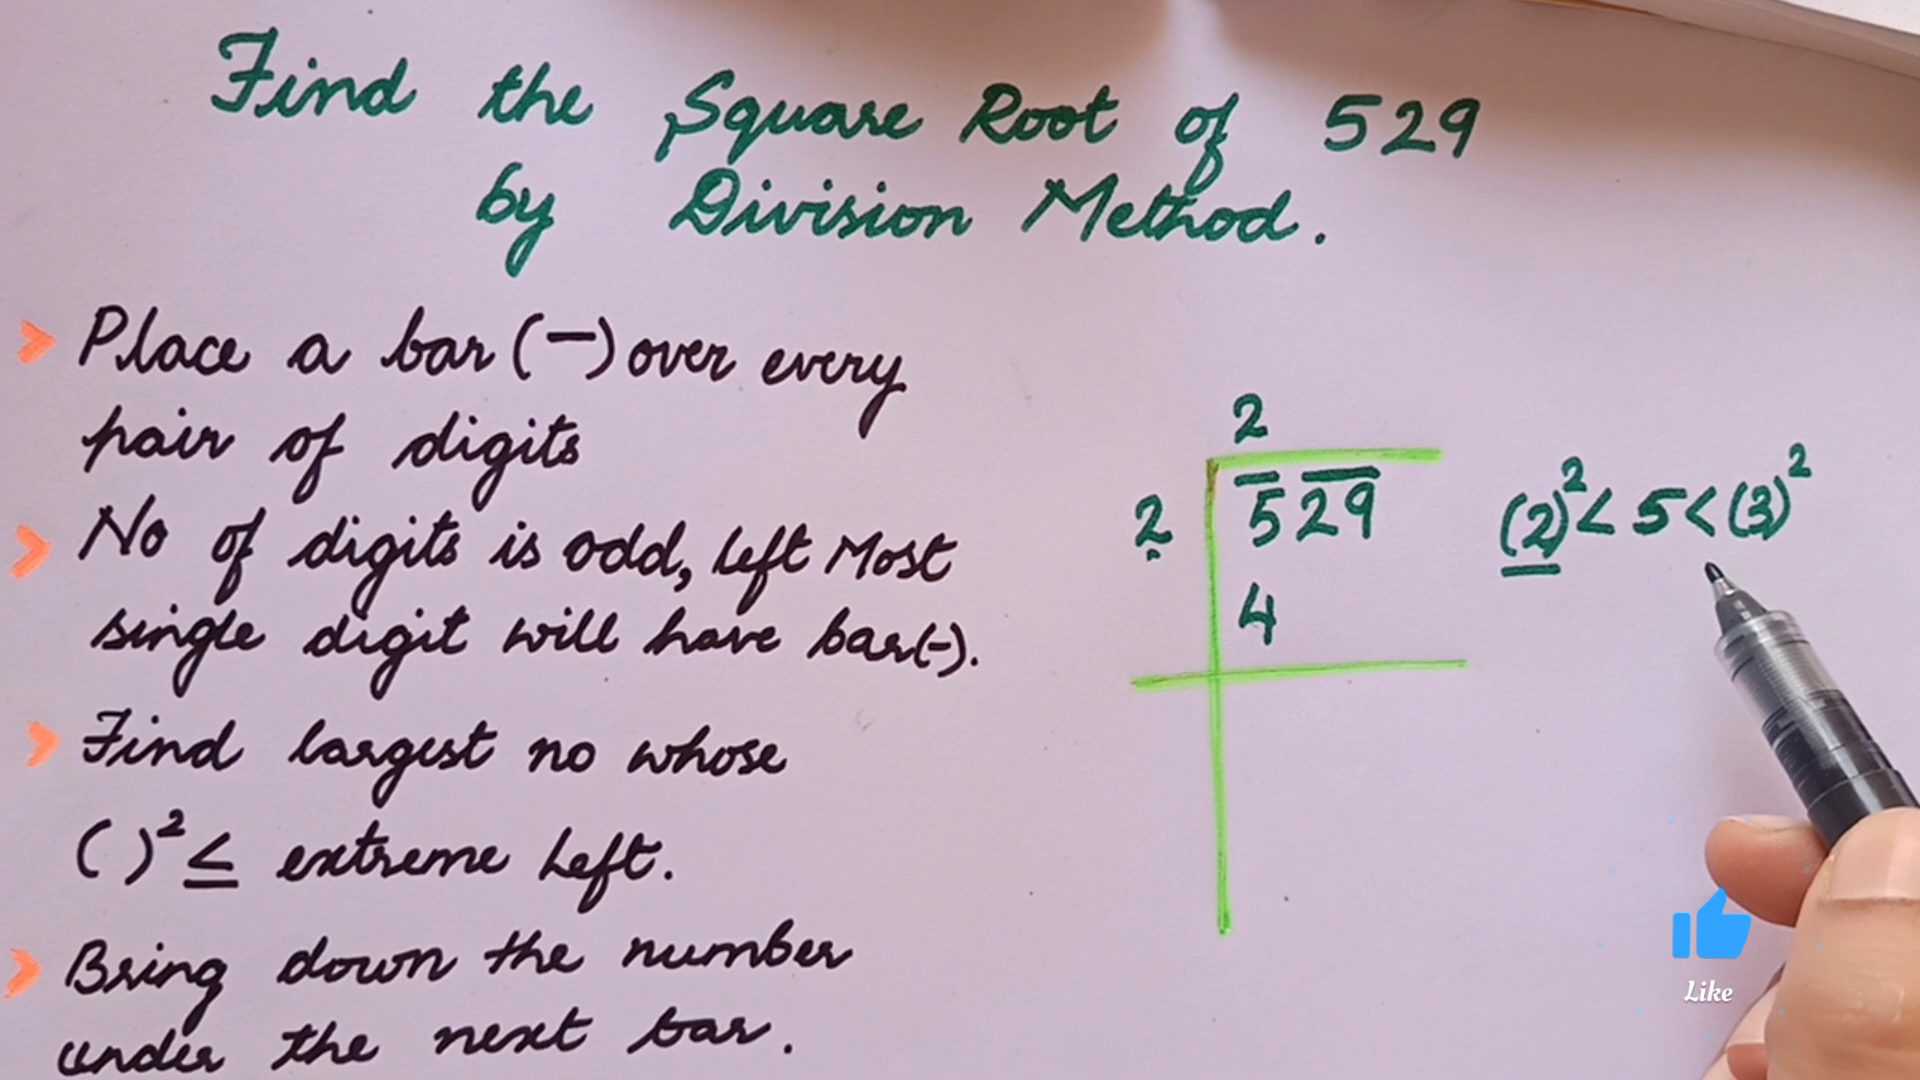 Find the Square Root of 529
by Division Method.
Place a bar (—) over every
pair of digits
No of digits is odd, left Most
single digit will have bar(-).
Find largest no whose
( )² ≤ extreme left.
Bring down the number
under the next bar.
2
2 529
4
(2)² < 5 < (3)²
Like